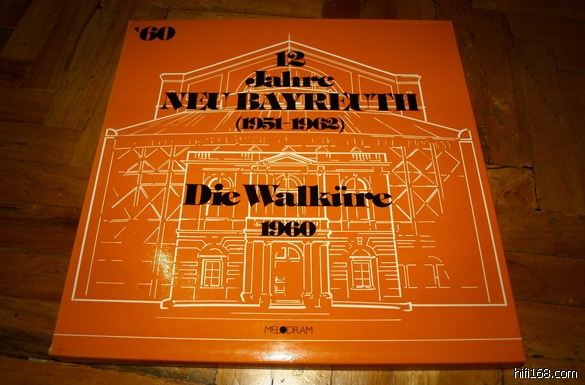 '60
12
Jahre
NEU BAYREUTH
(1951-1962)
Die Walküre
1960
MELODRAM
hifi168.com